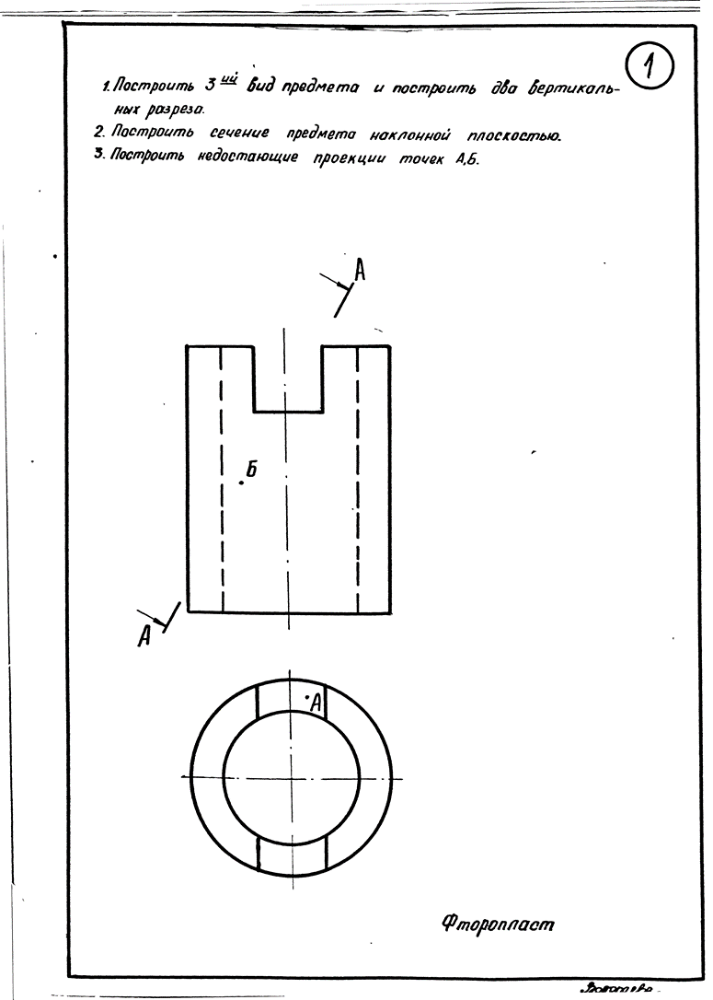 1
1. Построить 3ий вид предмета и построить два вертикаль-
ных разреза.
2. Построить сечение предмета наклонной плоскостью.
3. Построить недостающие проекции точек А,Б.
А
Б
А
А
Фторопласт